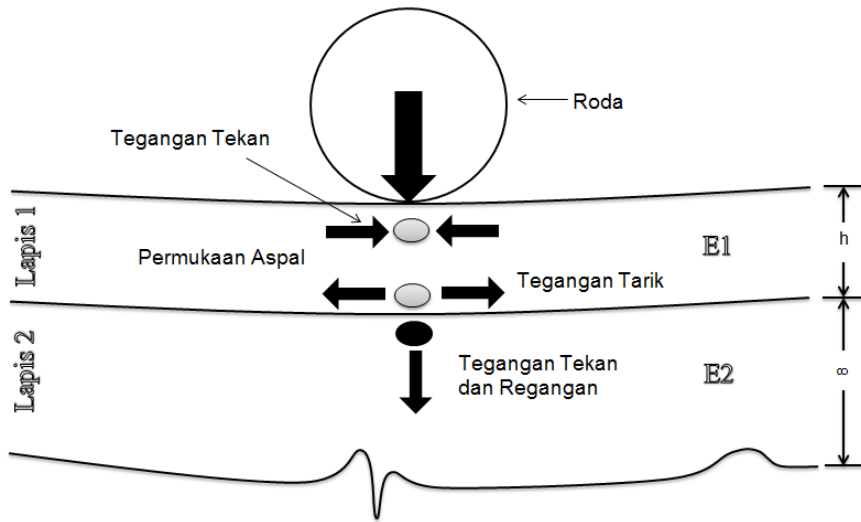 Roda
Tegangan Tekan
Lapis 1
Permukaan Aspal
E1
h
Tegangan Tarik
Lapis 2
Tegangan Tekan
dan Regangan
E2
∞